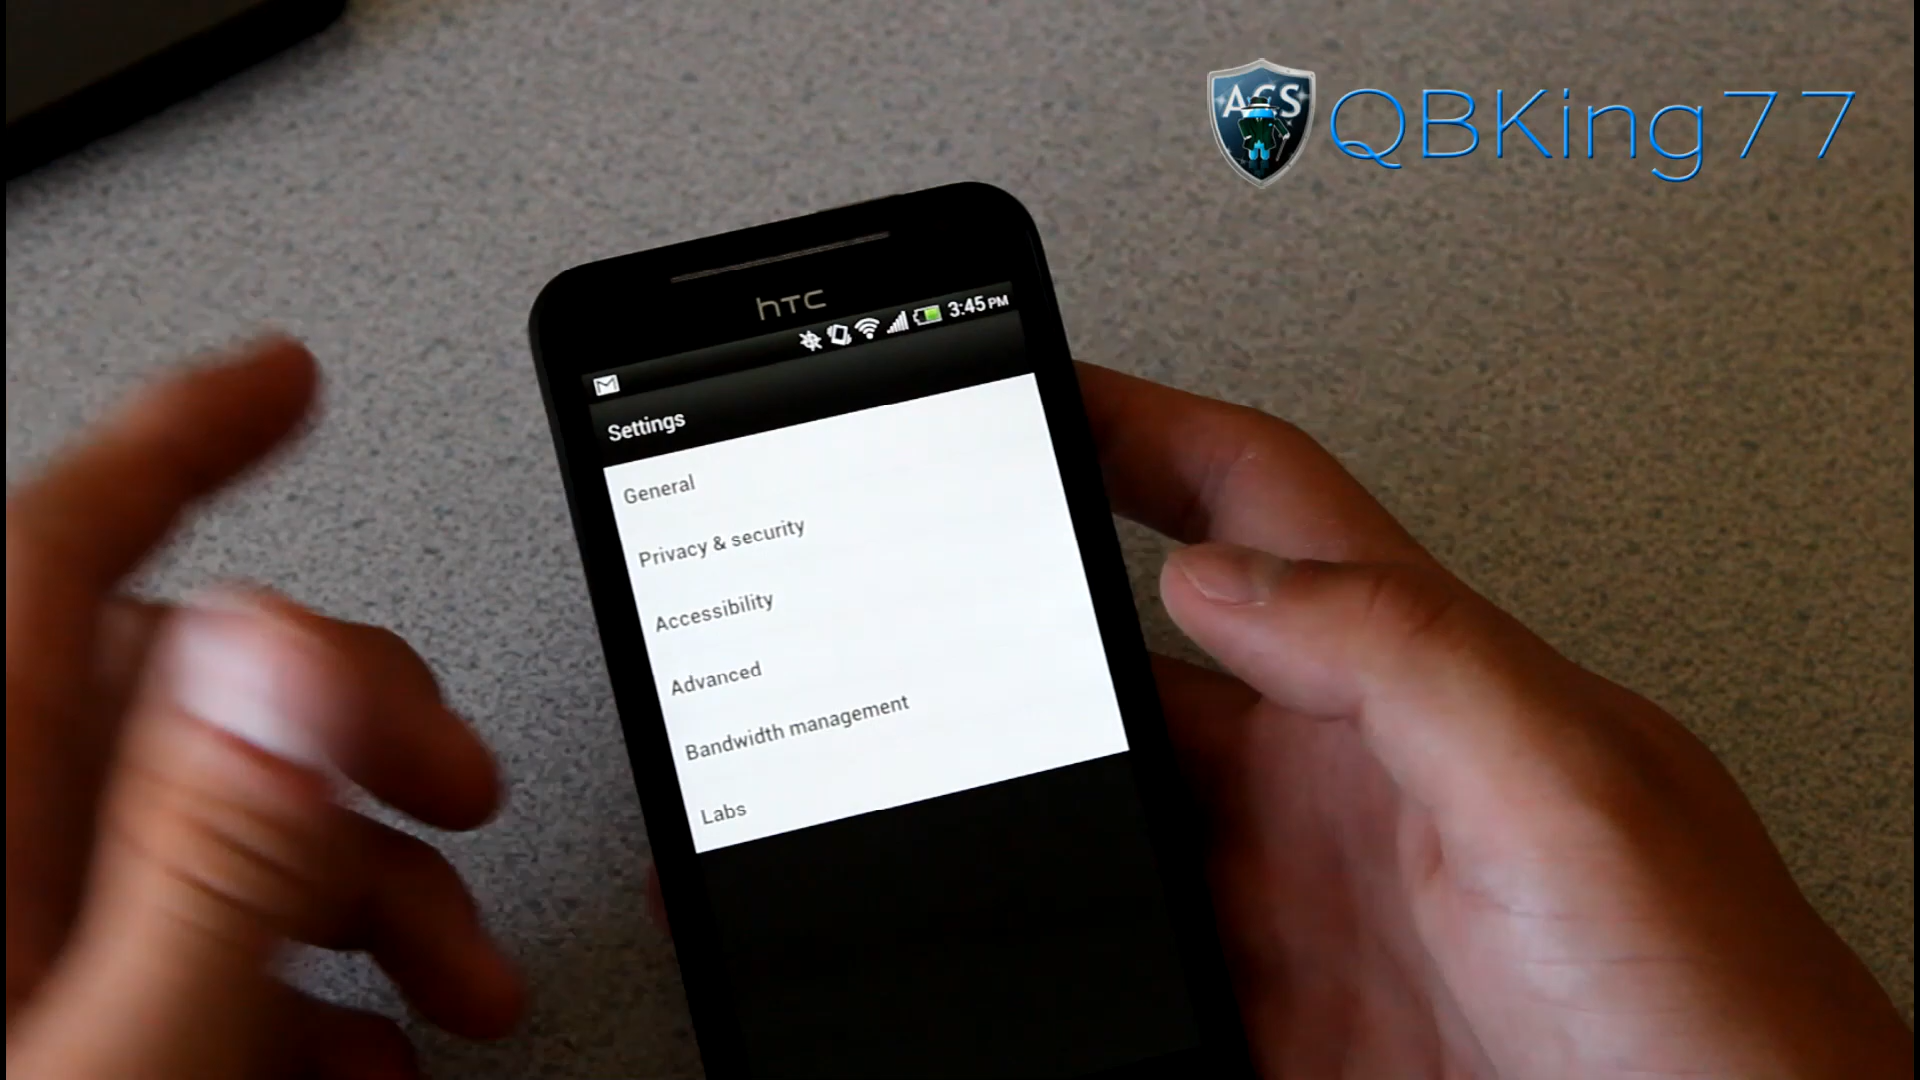 ACS
QBKing77
hTC
3:45 PM
Settings
General
Privacy & security
Accessibility
Advanced
Bandwidth management
Labs